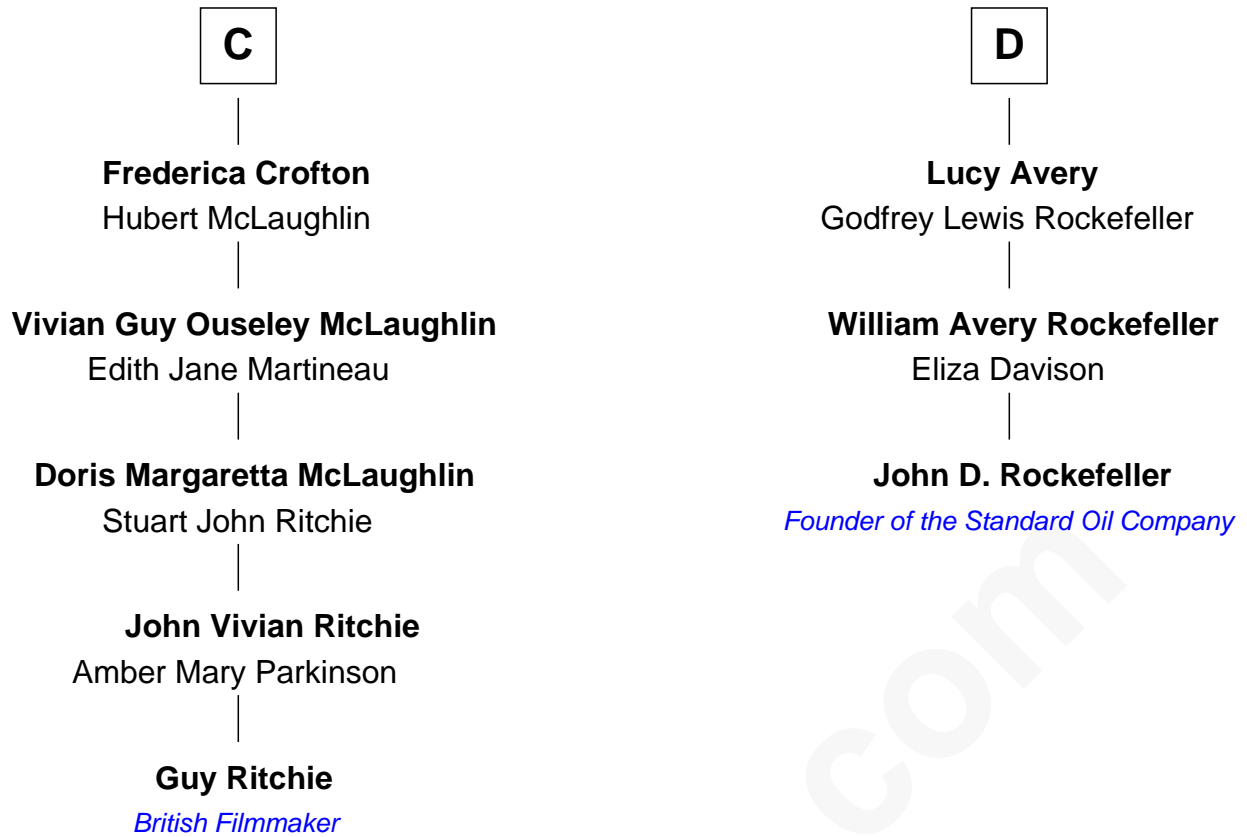 C
Frederica Crofton
Hubert McLaughlin
Vivian Guy Ouseley McLaughlin
Edith Jane Martineau
Doris Margaretta McLaughlin
Stuart John Ritchie
John Vivian Ritchie
Amber Mary Parkinson
Guy Ritchie
British Filmmaker
D
Lucy Avery
Godfrey Lewis Rockefeller
William Avery Rockefeller
Eliza Davison
John D. Rockefeller
Founder of the Standard Oil Company
com